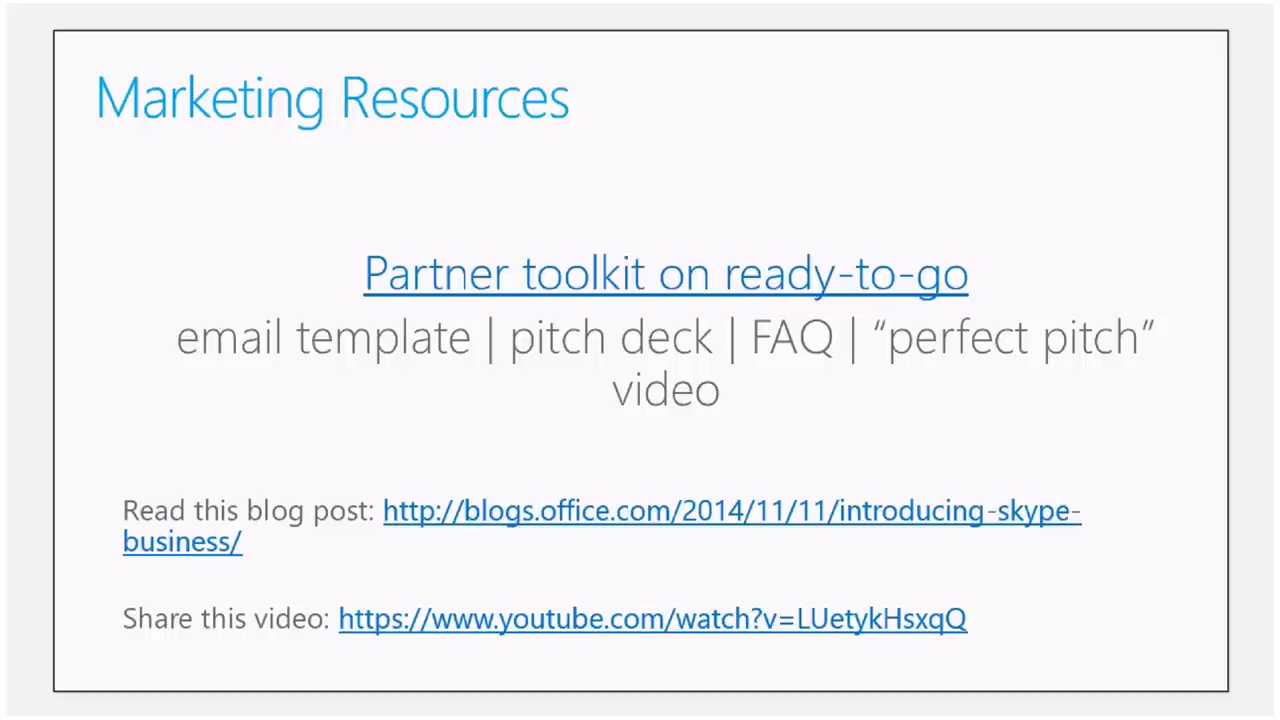 Marketing Resources
Partner toolkit on ready-to-go
email template | pitch deck | FAQ | “perfect pitch”
video
Read this blog post: http://blogs.office.com/2014/11/11/introducing-skype-
business/
Share this video: https://www.youtube.com/watch?v=LUetykHsxqQ